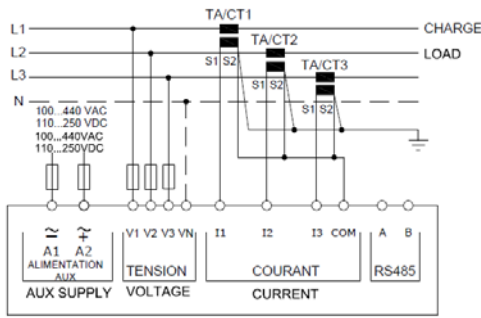 TA/CT1
L1 CHARGE
TA/CT2
L2 LOAD
S1 S2 TA/CT3
L3 S1 S2
N S1 S2
100...440 VAC
110...250 VDC
100...440VAC
110...250VDC
V1 V2 V3 VN I1 I2 I3 COM A B
A1 A2
ALIMENTATION
AUX
TENSION COURANT RS485
AUX SUPPLY VOLTAGE CURRENT